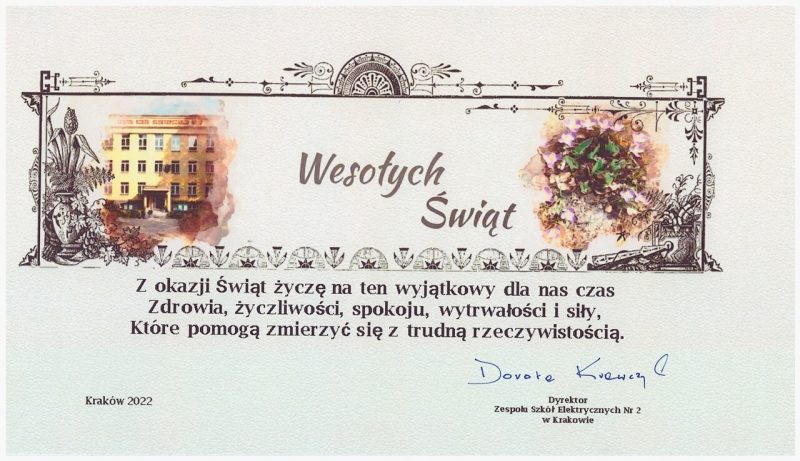 Wesołych
Świąt
Z okazji Świąt życzę na ten wyjątkowy dla nas czas
Zdrowia, życzliwości, spokoju, wytrwałości i siły,
Które pomogą zmierzyć się z trudną rzeczywistością.
Dorota
Kraków 2022
Dyrektor
Zespołu Szkół Elektrycznych Nr 2
w Krakowie